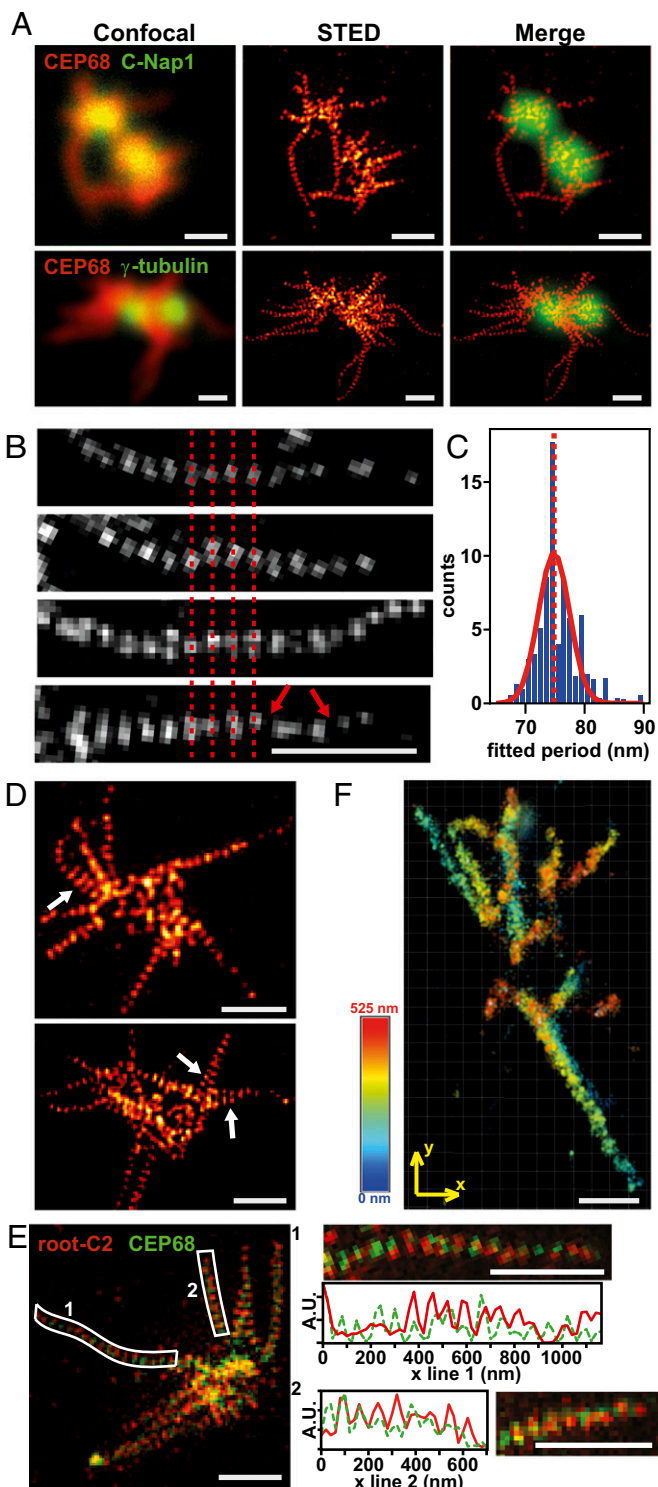 A
Confocal STED Merge
CEP68 C-Nap1
CEP68 γ-tubulin
B
C
15
10
5
0
counts
70 80 90
fitted period (nm)
D
F
525 nm
0 nm
y
x
E
root-C2 CEP68
1
2
1
A.U.
0 200 400 600 800 1000
x line 1 (nm)
2
A.U.
0 200 400 600
x line 2 (nm)